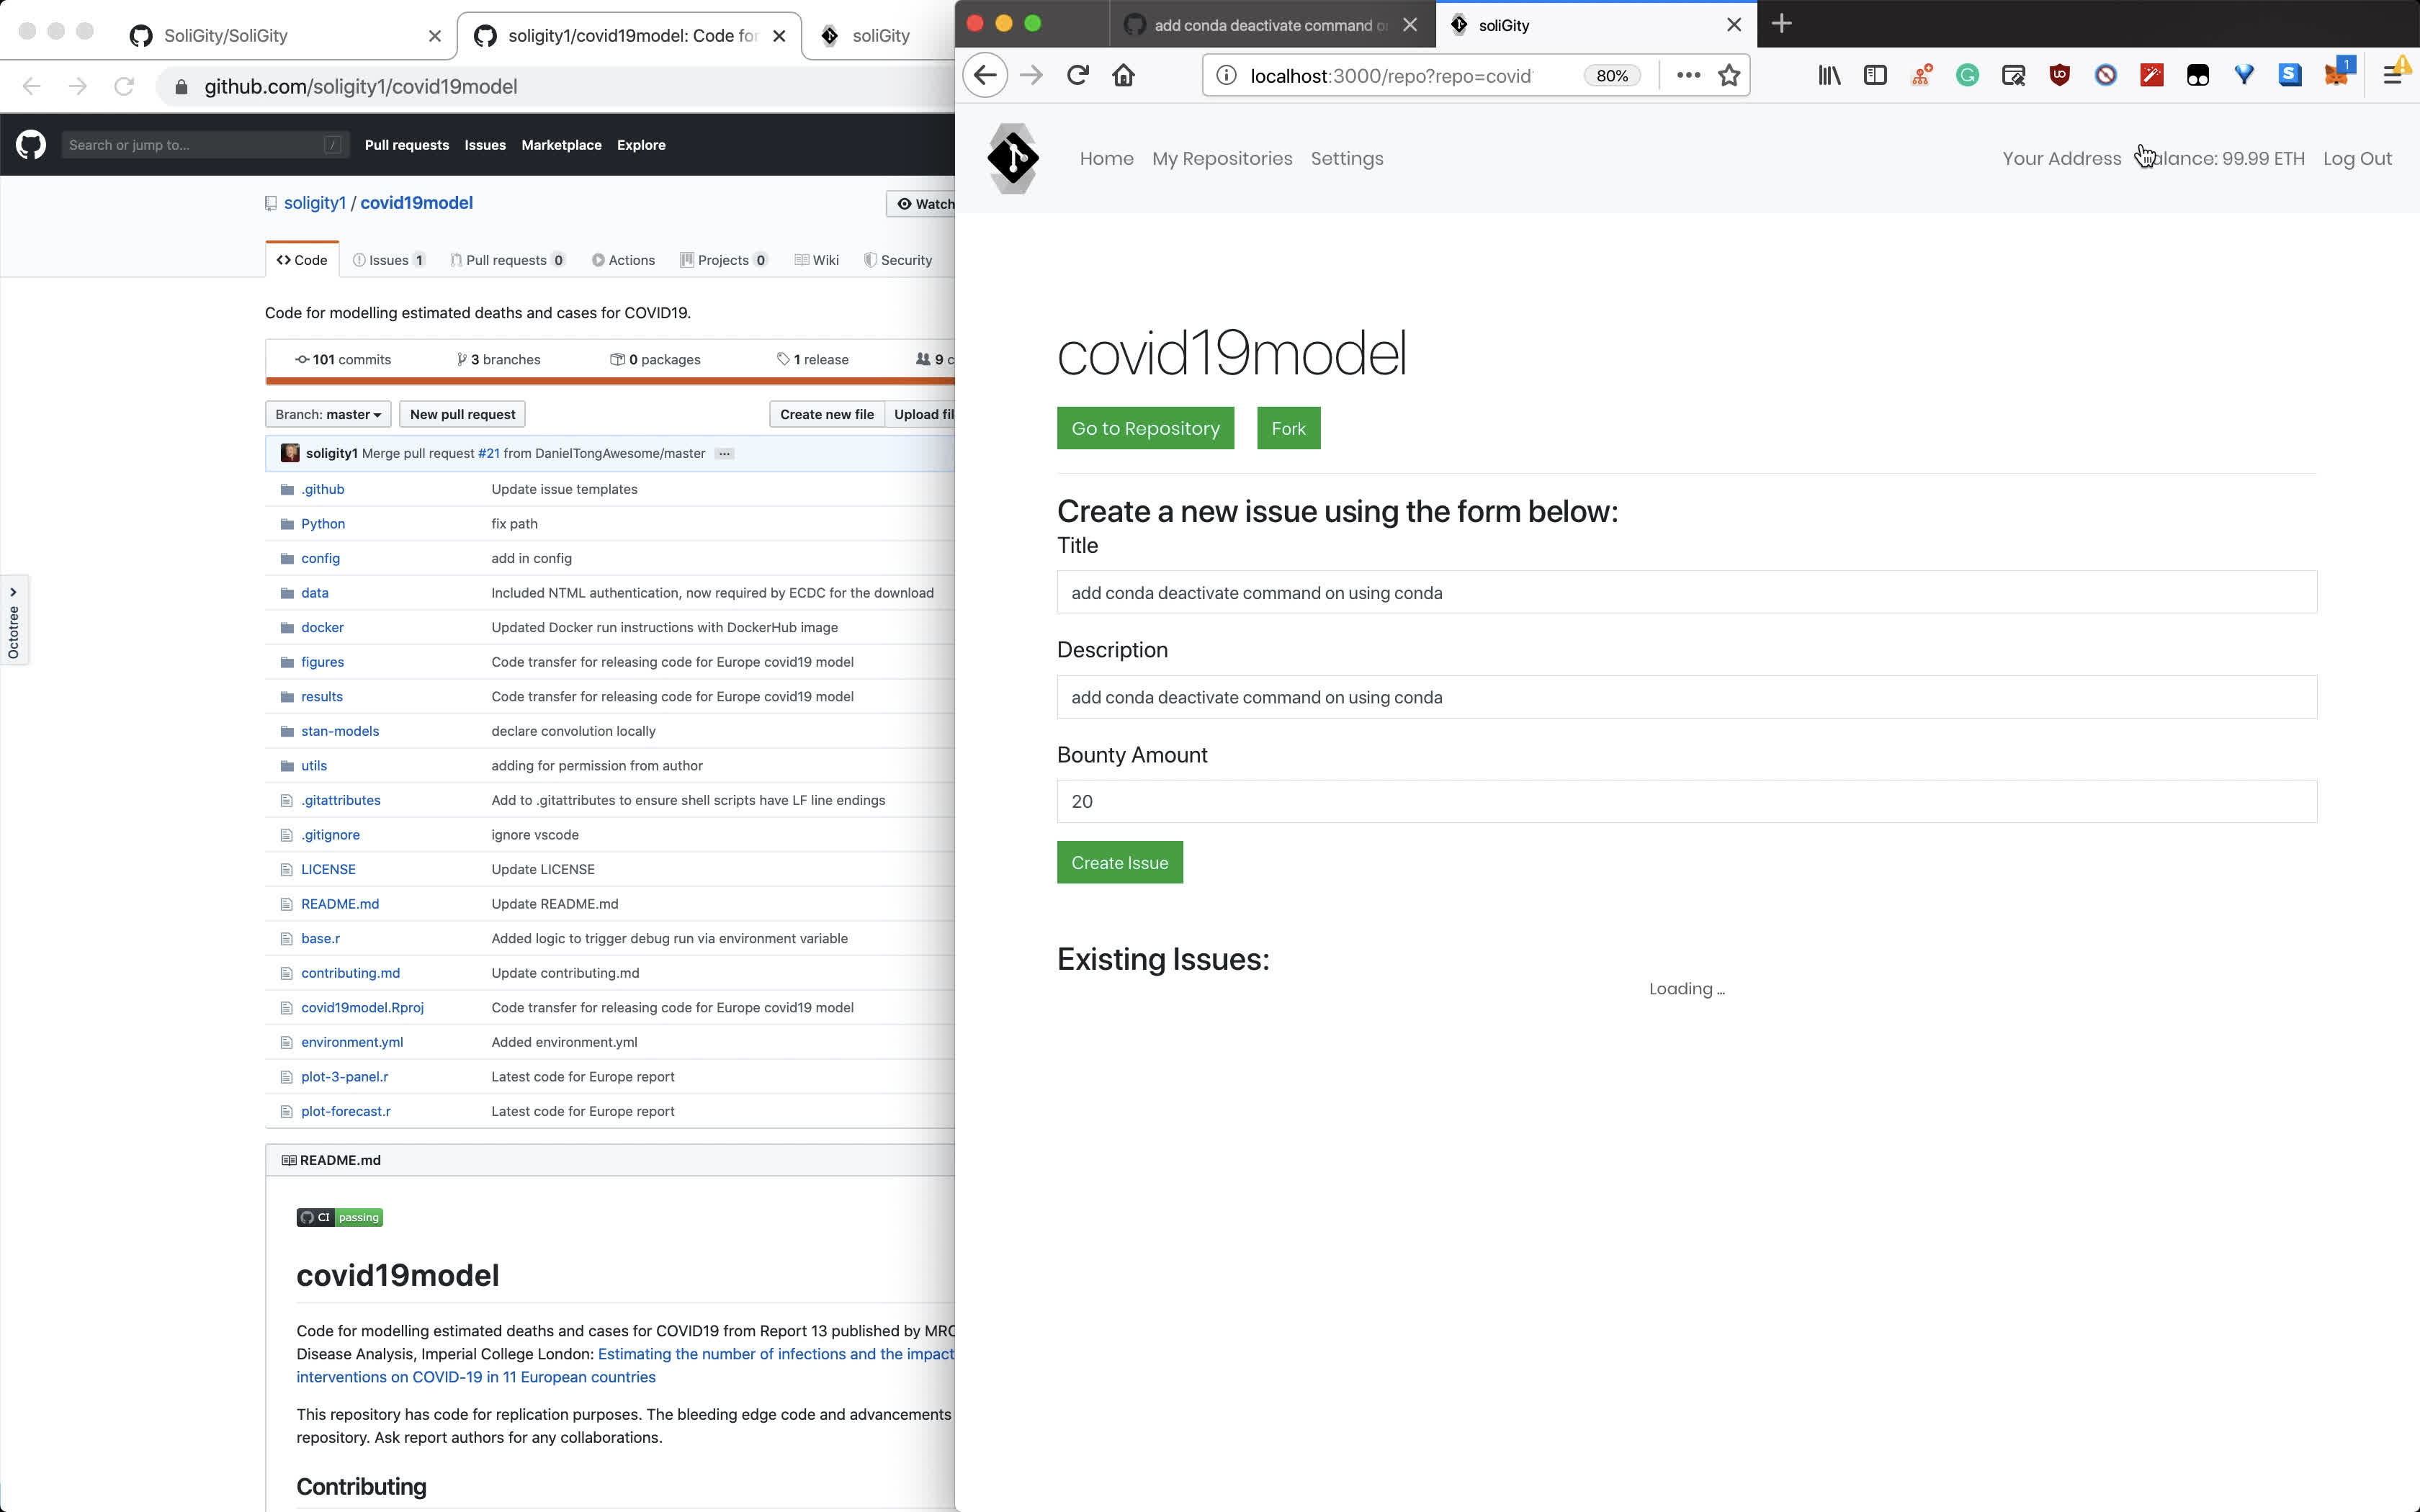 SoliGity/SoliGity
soligity1/covid19model: Code for
soliGity
github.com/soligity1/covid19model
Search or jump to... /
Pull requests Issues Marketplace Explore
soligity1 / covid19model
Watch
Code Issues 1 Pull requests 0 Actions Projects 0 Wiki Security
Code for modelling estimated deaths and cases for COVID19.
101 commits 3 branches 0 packages 1 release 9 c
Branch: master New pull request Create new file Upload fil
soligity1 Merge pull request #21 from DanielTongAwesome/master ...
.github Update issue templates
Python fix path
config add in config
data Included NTML authentication, now required by ECDC for the download
docker Updated Docker run instructions with DockerHub image
figures Code transfer for releasing code for Europe covid19 model
results Code transfer for releasing code for Europe covid19 model
stan-models declare convolution locally
utils adding for permission from author
.gitattributes Add to .gitattributes to ensure shell scripts have LF line endings
.gitignore ignore vscode
LICENSE Update LICENSE
README.md Update README.md
base.r Added logic to trigger debug run via environment variable
contributing.md Update contributing.md
covid19model.Rproj Code transfer for releasing code for Europe covid19 model
environment.yml Added environment.yml
plot-3-panel.r Latest code for Europe report
plot-forecast.r Latest code for Europe report
README.md
CI passing
covid19model
Code for modelling estimated deaths and cases for COVID19 from Report 13 published by MRC
Disease Analysis, Imperial College London: Estimating the number of infections and the impact
interventions on COVID-19 in 11 European countries
This repository has code for replication purposes. The bleeding edge code and advancements
repository. Ask report authors for any collaborations.
Contributing
Octotree
add conda deactivate command o
soliGity
localhost:3000/repo?repo=covid
80%
1
Home My Repositories Settings
Your Address alance: 99.99 ETH Log Out
covid19model
Go to Repository Fork
Create a new issue using the form below:
Title
add conda deactivate command on using conda
Description
add conda deactivate command on using conda
Bounty Amount
20
Create Issue
Existing Issues:
Loading ...